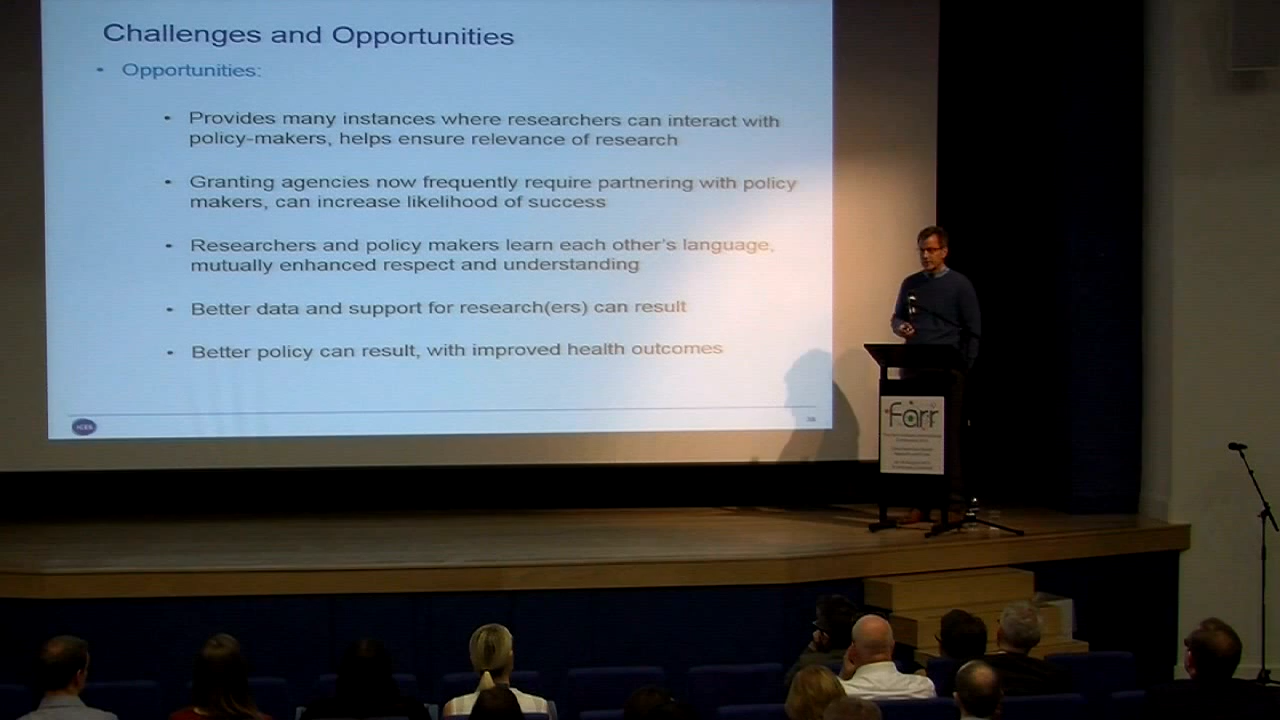 Challenges and Opportunities
• Opportunities:
• Provides many instances where researchers can interact with
policy-makers, helps ensure relevance of research
• Granting agencies now frequently require partnering with policy
makers, can increase likelihood of success
• Researchers and policy makers learn each other's language,
mutually enhanced respect and understanding
• Better data and support for research(ers) can result
• Better policy can result, with improved health outcomes
ICES
Farr